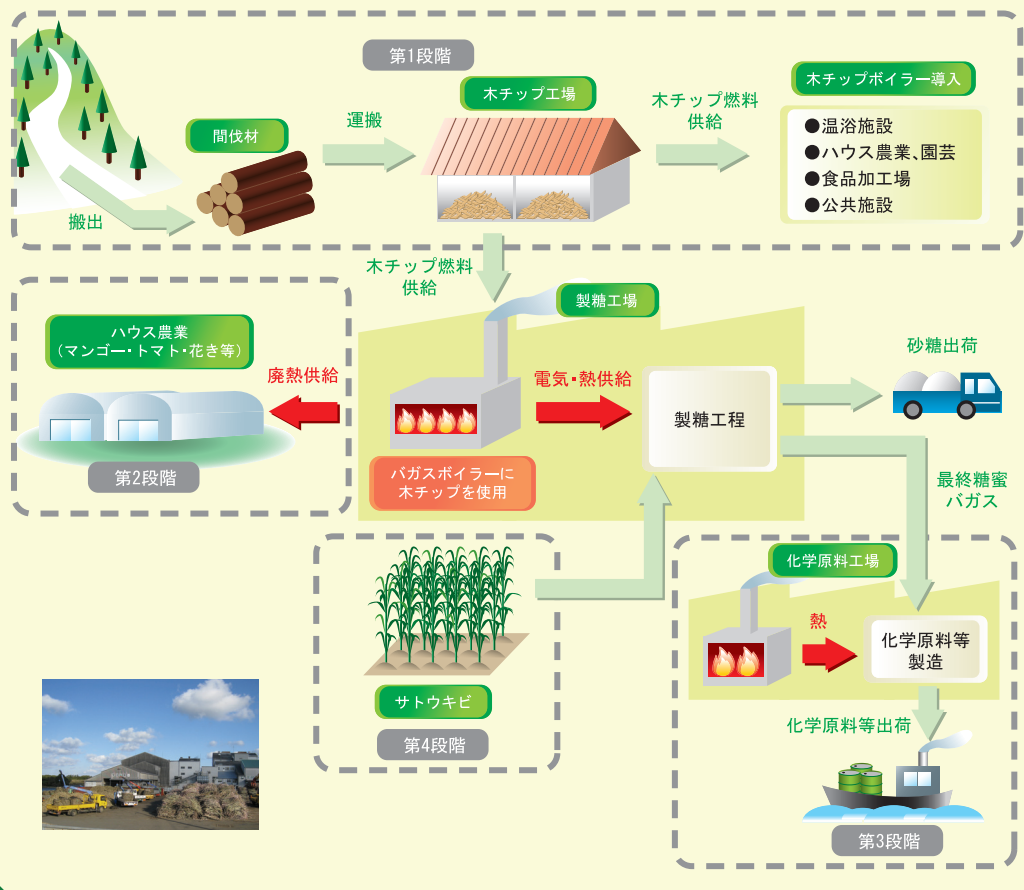 第1段階
木チップ工場
木チップボイラー導入
木チップ燃料
供給
●温浴施設
●ハウス農業、園芸
●食品加工場
●公共施設
運搬
間伐材
搬出
木チップ燃料
供給
製糖工場
ハウス農業
（マンゴー・トマト・花き等）
廃熱供給
電気・熱供給
製糖工程
砂糖出荷
第2段階
バガスボイラーに
木チップを使用
最終糖蜜
バガス
化学原料工場
熱
化学原料等
製造
サトウキビ
第4段階
化学原料等出荷
第3段階